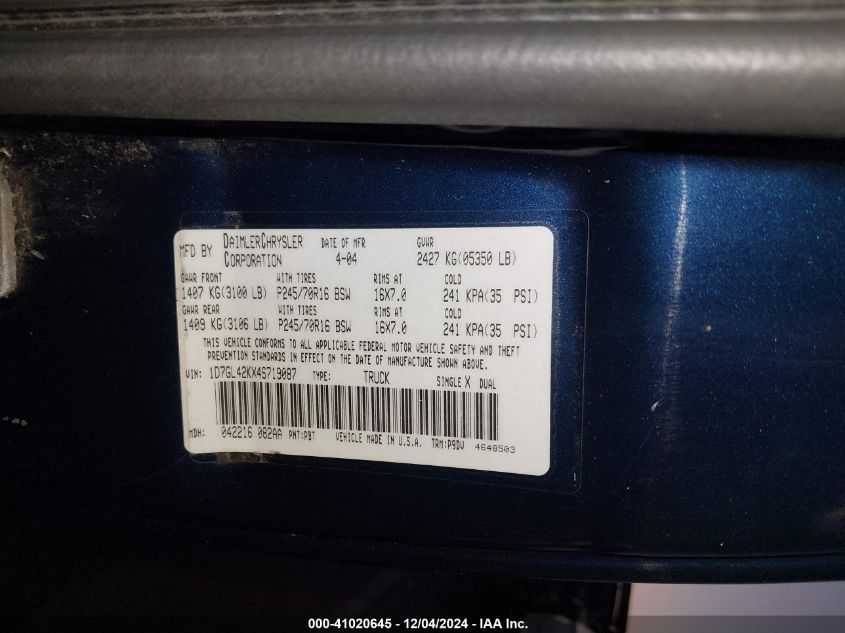 MFD BY DAIMLERCHRYSLER CORPORATION DATE OF MFR 4-04 GVWR 2427 KG(05350 LB)
GAWR FRONT WITH TIRES RIMS AT COLD
1407 KG(3100 LB) P245/70R16 BSW 16X7.0 241 KPA(35 PSI)
GAWR REAR WITH TIRES RIMS AT COLD
1409 KG(3106 LB) P245/70R16 BSW 16X7.0 241 KPA(35 PSI)
THIS VEHICLE CONFORMS TO ALL APPLICABLE FEDERAL MOTOR VEHICLE SAFETY AND THEFT
PREVENTION STANDARDS IN EFFECT ON THE DATE OF MANUFACTURE SHOWN ABOVE.
VIN: 1D7GL42KX4S719087 TYPE: TRUCK SINGLE X DUAL
MDH: 042216 082AA PNT:PBT VEHICLE MADE IN U.S.A. TRM:P9DV 4648503
000-41020645 - 12/04/2024 - IAA Inc.